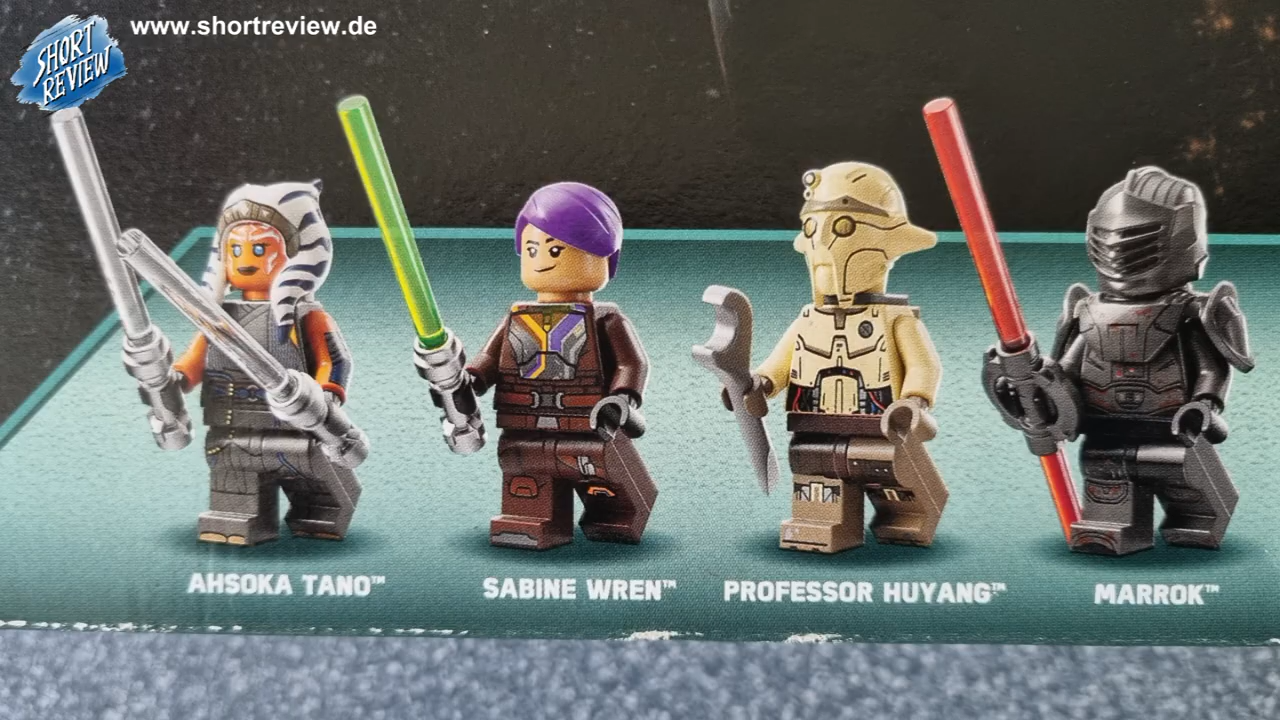 SHORT
REVIEW
www.shortreview.de
AHSOKA TANO™
SABINE WREN™
PROFESSOR HUYANG™
MARROK™